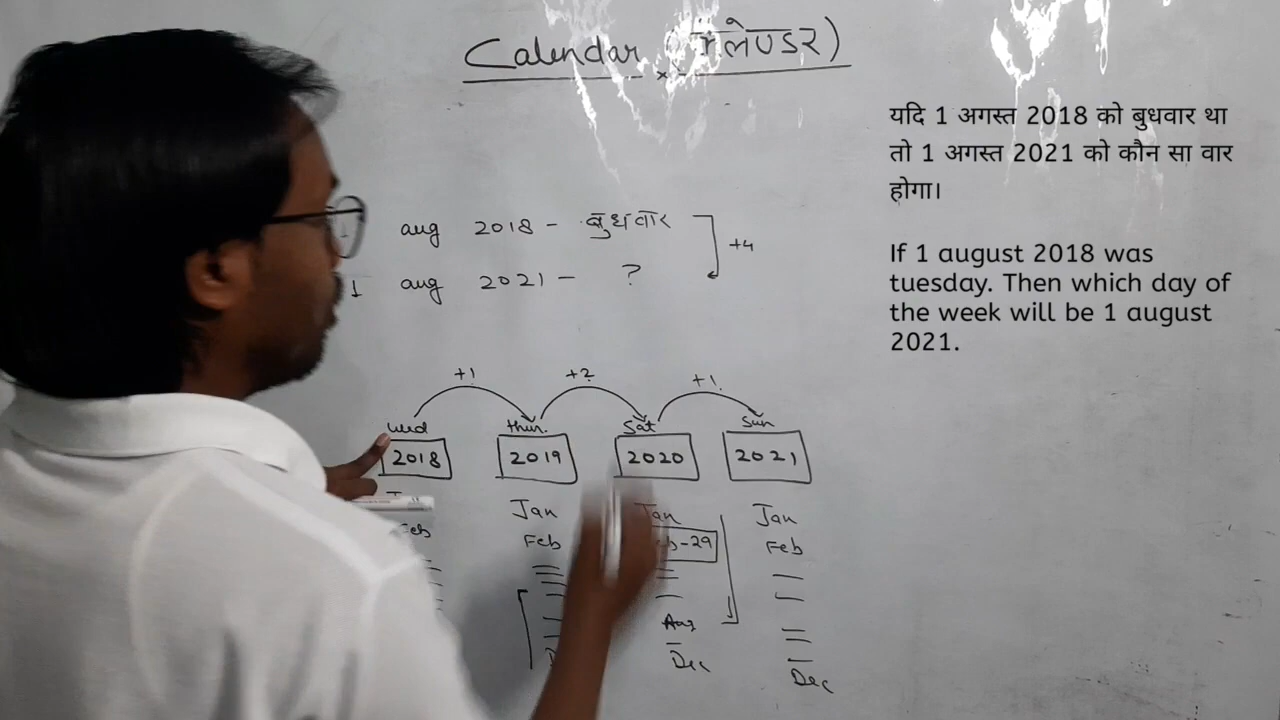 Calendar
यदि 1 अगस्त 2018 को बुधवार था
तो 1 अगस्त 2021 को कौन सा वार
होगा।
If 1 august 2018 was
tuesday. Then which day of
the week will be 1 august
2021.
aug 2018 - बुधवार
+4
1 aug 2021 - ?
+1 +2 +1
wed thur. Sat Sun
2018 2019 2020 2021
Jan Jan Jan
Feb Feb -29 Feb
Aug
Dec Dec